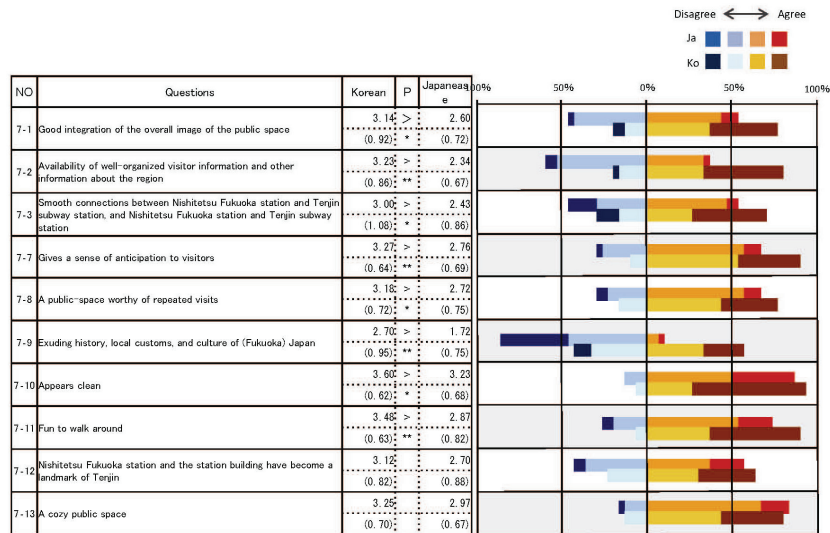 Disagree Agree
Ja
Ko
NO Questions Korean P Japaneas
e 100% 50% 0% 50% 100%
7-1 Good integration of the overall image of the public space 3.14 > 2.60
(0.92) * (0.72)
7-2 Availability of well-organized visitor information and other
information about the region 3.23 > 2.34
(0.86) ** (0.67)
7-3 Smooth connections between Nishitetsu Fukuoka station and Tenjin
subway station, and Nishitetsu Fukuoka station and Tenjin subway
station 3.00 > 2.43
(1.08) * (0.86)
7-7 Gives a sense of anticipation to visitors 3.27 > 2.76
(0.64) ** (0.69)
7-8 A public-space worthy of repeated visits 3.18 > 2.72
(0.72) * (0.75)
7-9 Exuding history, local customs, and culture of (Fukuoka) Japan 2.70 > 1.72
(0.95) ** (0.75)
7-10 Appears clean 3.60 > 3.23
(0.62) * (0.68)
7-11 Fun to walk around 3.48 > 2.87
(0.63) ** (0.82)
7-12 Nishitetsu Fukuoka station and the station building have become a
landmark of Tenjin 3.12 2.70
(0.82) (0.88)
7-13 A cozy public space 3.25 2.97
(0.70) (0.67)